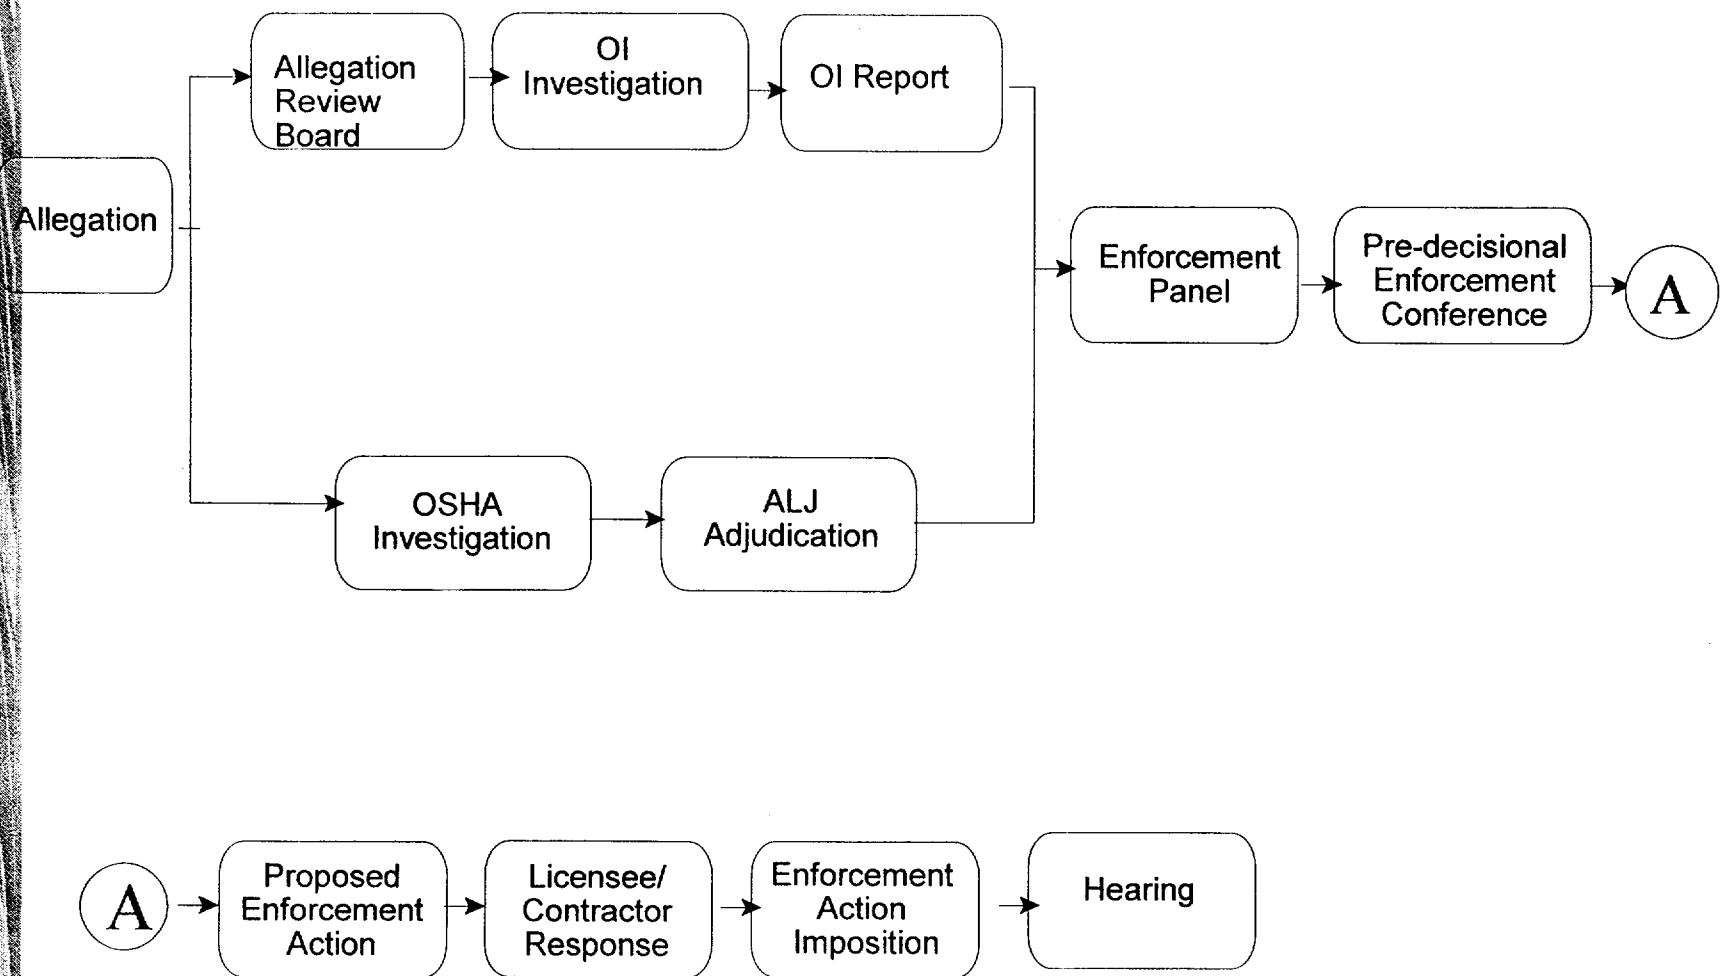 Allegation
Review
Board
OI
Investigation
OI Report
Allegation
Enforcement
Panel
Pre-decisional
Enforcement
Conference
A
OSHA
Investigation
ALJ
Adjudication
A
Proposed
Enforcement
Action
Licensee/
Contractor
Response
Enforcement
Action
Imposition
Hearing